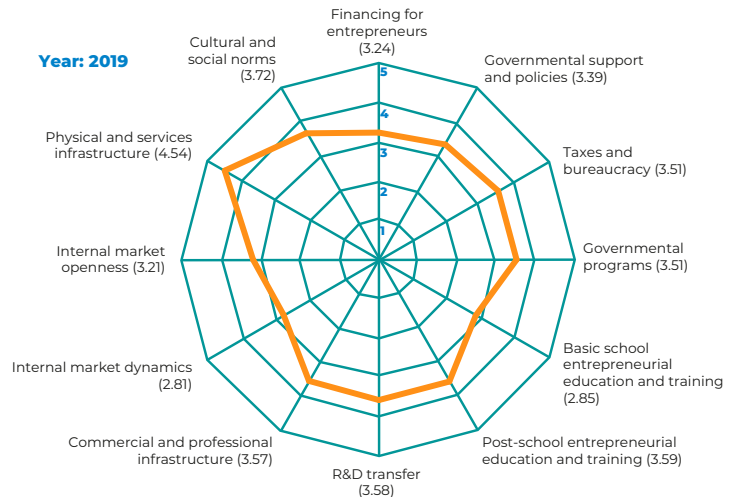 Year: 2019
Financing for
entrepreneurs
(3.24)
Governmental support
and policies (3.39)
Taxes and
bureaucracy (3.51)
Governmental
programs (3.51)
Basic school
entrepreneurial
education and training
(2.85)
Post-school entrepreneurial
education and training (3.59)
R&D transfer
(3.58)
Commercial and professional
infrastructure (3.57)
Internal market dynamics
(2.81)
Internal market
openness (3.21)
Physical and services
infrastructure (4.54)
Cultural and
social norms
(3.72)
5
4
3
2
1